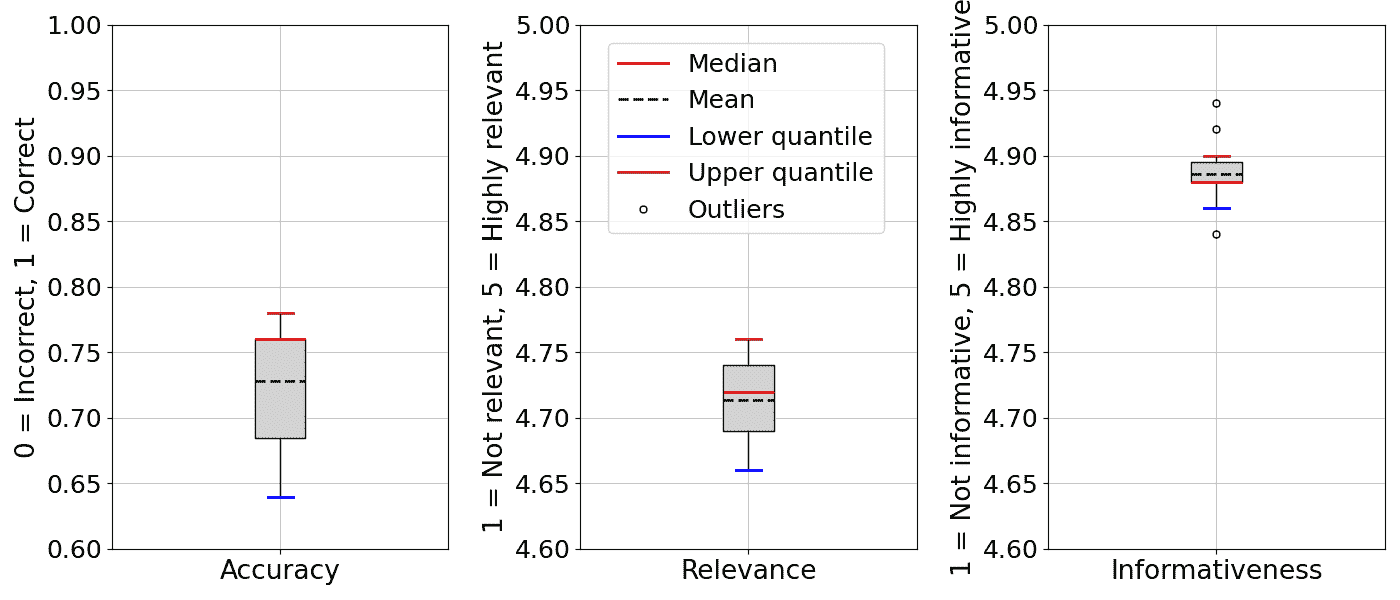 0 = Incorrect, 1 = Correct
1.00
0.95
0.90
0.85
0.80
0.75
0.70
0.65
0.60
Accuracy
1 = Not relevant, 5 = Highly relevant
5.00
4.95
4.90
4.85
4.80
4.75
4.70
4.65
4.60
Median
Mean
Lower quantile
Upper quantile
Outliers
Relevance
1 = Not informative, 5 = Highly informative
5.00
4.95
4.90
4.85
4.80
4.75
4.70
4.65
4.60
Informativeness